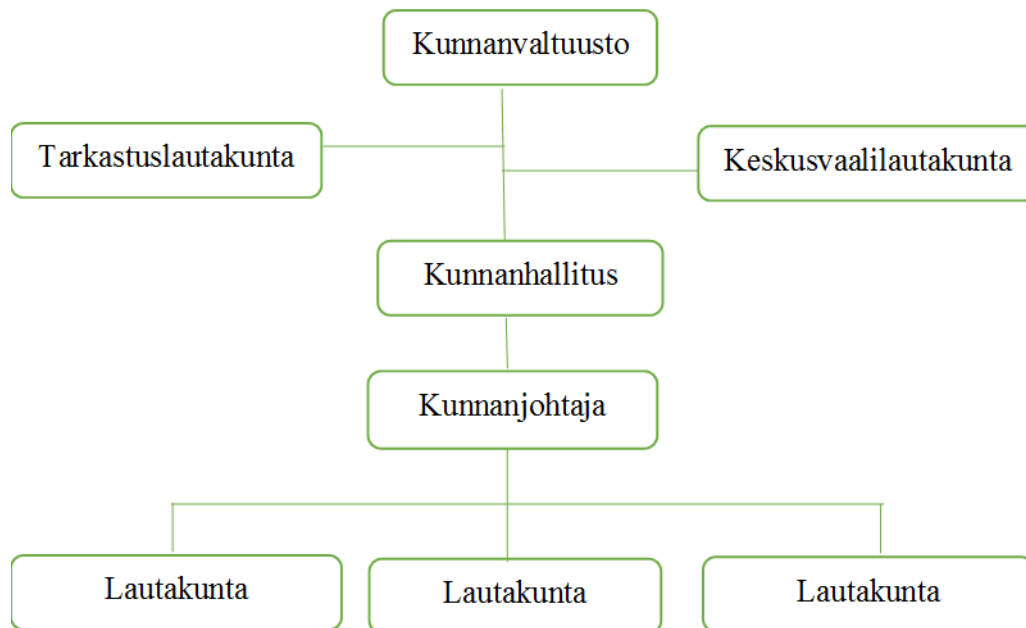 Kunnanvaltuusto
Tarkastuslautakunta
Keskusvaalilautakunta
Kunnanhallitus
Kunnanjohtaja
Lautakunta
Lautakunta
Lautakunta